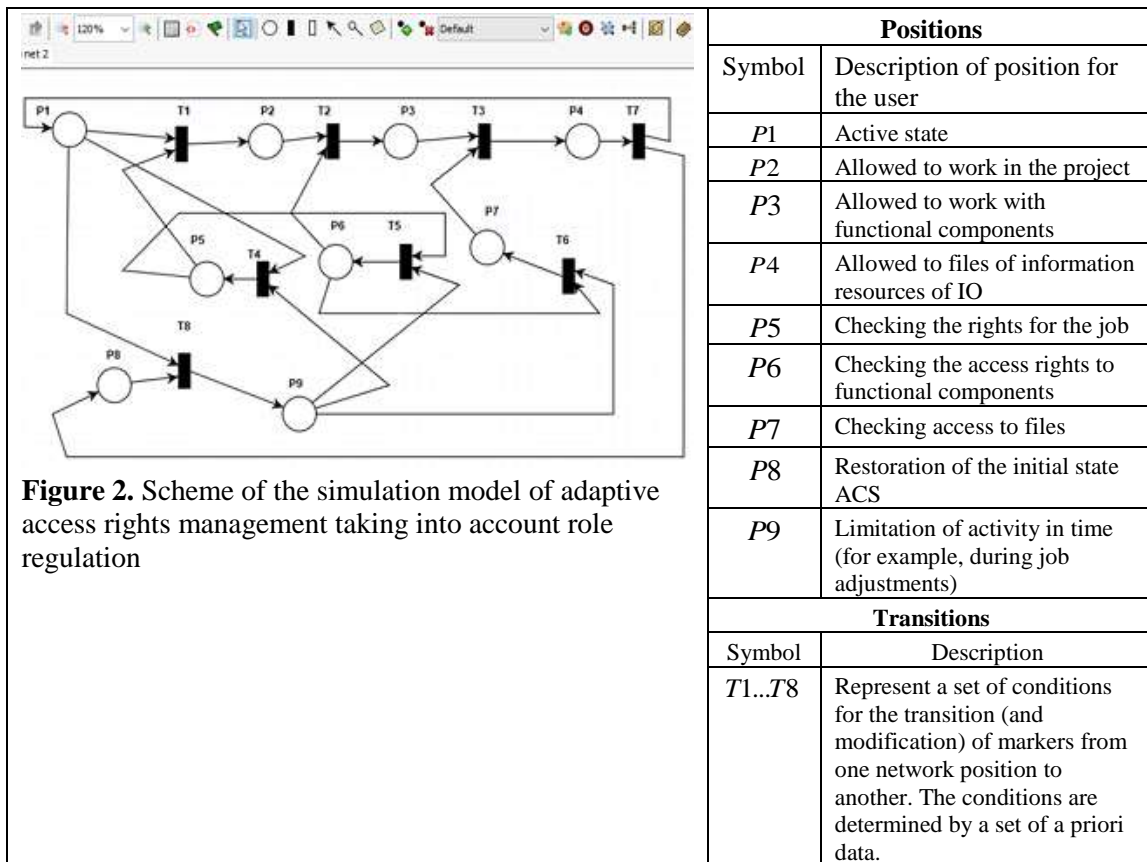 120%
Default
net 2
P1
T1
P2
T2
P3
T3
P4
T7
P5
T4
P6
T5
P7
T6
T8
P8
P9
Figure 2. Scheme of the simulation model of adaptive
access rights management taking into account role
regulation
Positions
Symbol
Description of position for
the user
P1
Active state
P2
Allowed to work in the project
P3
Allowed to work with
functional components
P4
Allowed to files of information
resources of IO
P5
Checking the rights for the job
P6
Checking the access rights to
functional components
P7
Checking access to files
P8
Restoration of the initial state
ACS
P9
Limitation of activity in time
(for example, during job
adjustments)
Transitions
Symbol
Description
T1...T8
Represent a set of conditions
for the transition (and
modification) of markers from
one network position to
another. The conditions are
determined by a set of a priori
data.